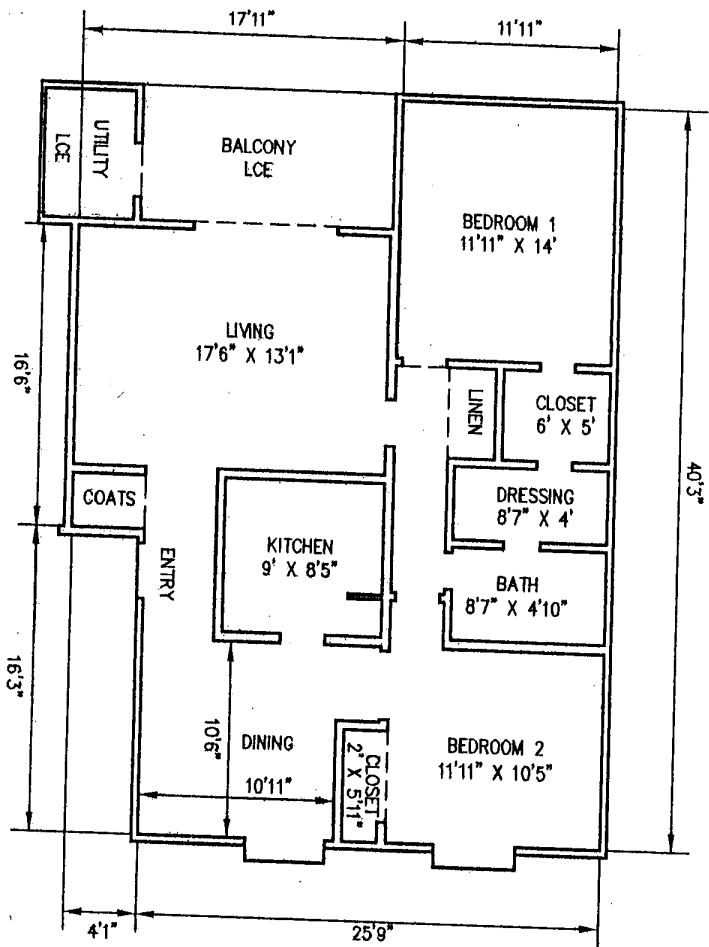 17'11"
11'11"
UTILITY
LCE
BALCONY
LCE
BEDROOM 1
11'11" X 14'
LIVING
17'6" X 13'1"
16'6"
LINEN
CLOSET
6' X 5'
40'3"
COATS
DRESSING
8'7" X 4'
KITCHEN
9' X 8'5"
ENTRY
BATH
8'7" X 4'10"
16'3"
10'6"
DINING
10'11"
CLOSET
2" X 5'11"
BEDROOM 2
11'11" X 10'5"
4'1"
25'9"